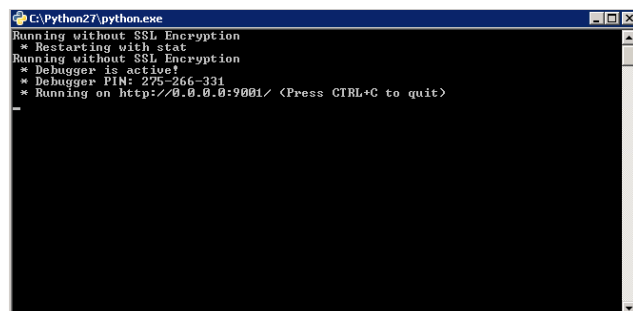 C:\Python27\python.exe
Running without SSL Encryption
* Restarting with stat
Running without SSL Encryption
* Debugger is active!
* Debugger PIN: 275-266-331
* Running on http://0.0.0.0:9001/ (Press CTRL+C to quit)